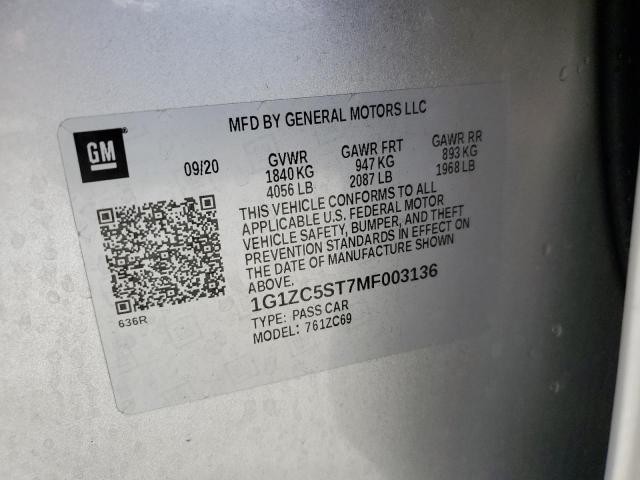 MFD BY GENERAL MOTORS LLC
GM
09/20
GVWR
1840 KG
4056 LB
GAWR FRT
947 KG
2087 LB
GAWR RR
893 KG
1968 LB
THIS VEHICLE CONFORMS TO ALL
APPLICABLE U.S. FEDERAL MOTOR
VEHICLE SAFETY, BUMPER, AND THEFT
PREVENTION STANDARDS IN EFFECT ON
THE DATE OF MANUFACTURE SHOWN
ABOVE.
1G1ZC5ST7MF003136
TYPE: PASS CAR
MODEL: 761ZC69
636R